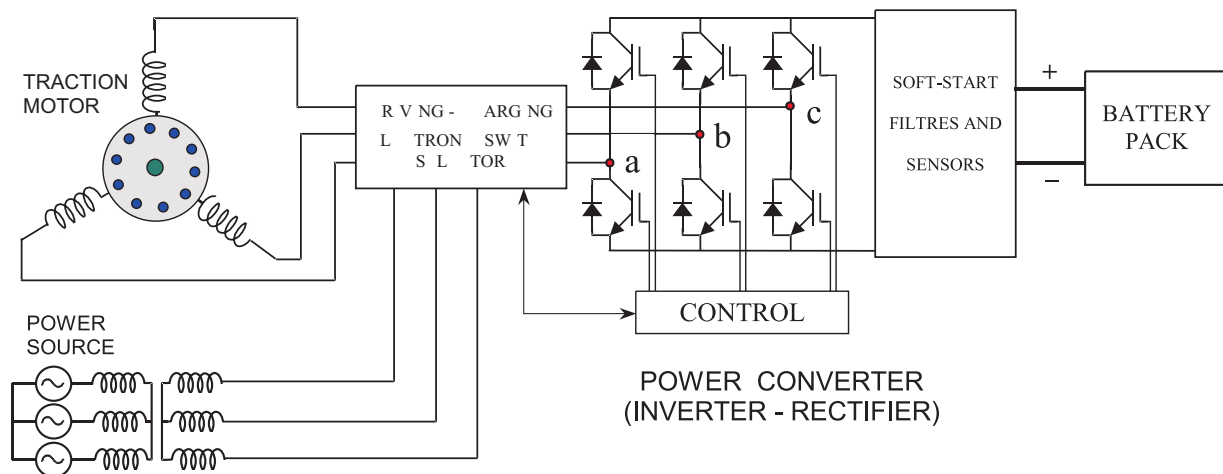 TRACTION
MOTOR
R V NG - ARG NG
L TRON SW T
S L TOR
a
b
c
SOFT-START
FILTRES AND
SENSORS
+
−
BATTERY
PACK
CONTROL
POWER
SOURCE
POWER CONVERTER
(INVERTER - RECTIFIER)